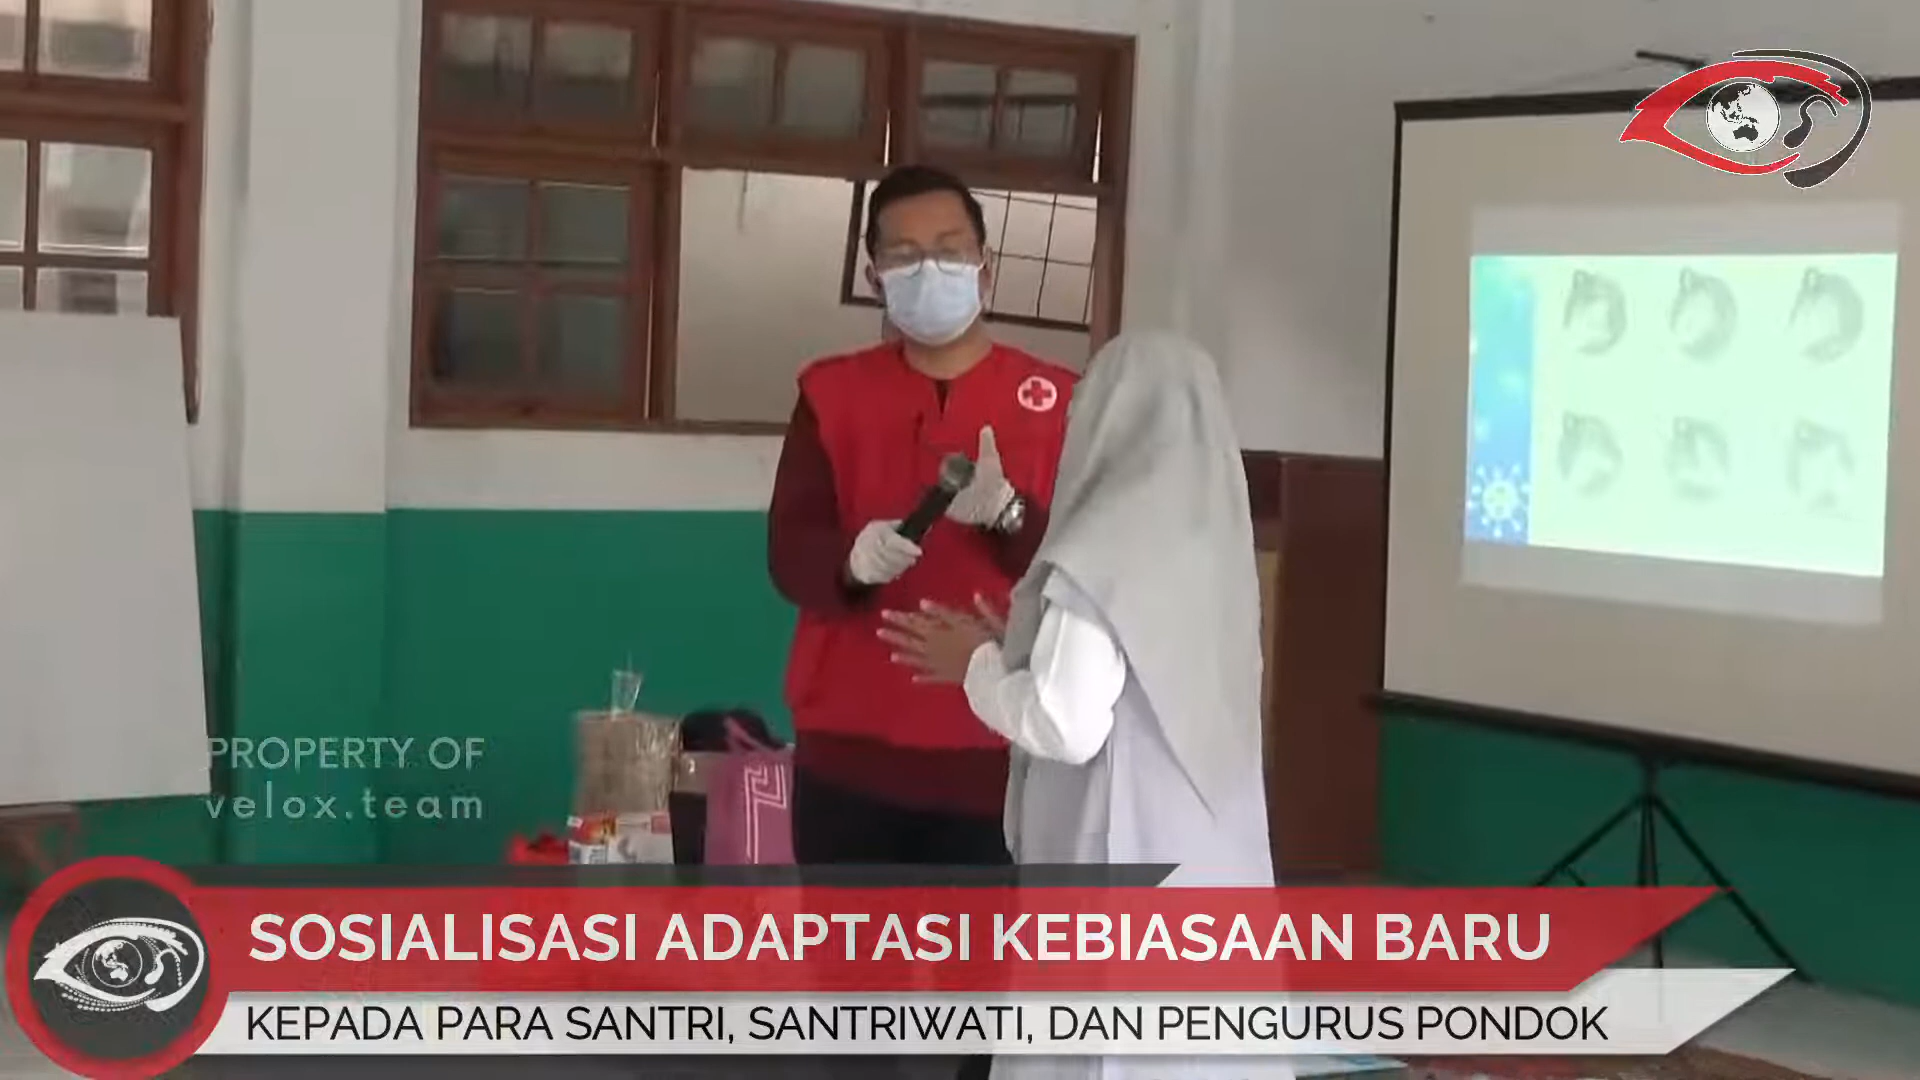 PROPERTY OF
velox.team
SOSIALISASI ADAPTASI KEBIASAAN BARU
KEPADA PARA SANTRI, SANTRIWATI, DAN PENGURUS PONDOK